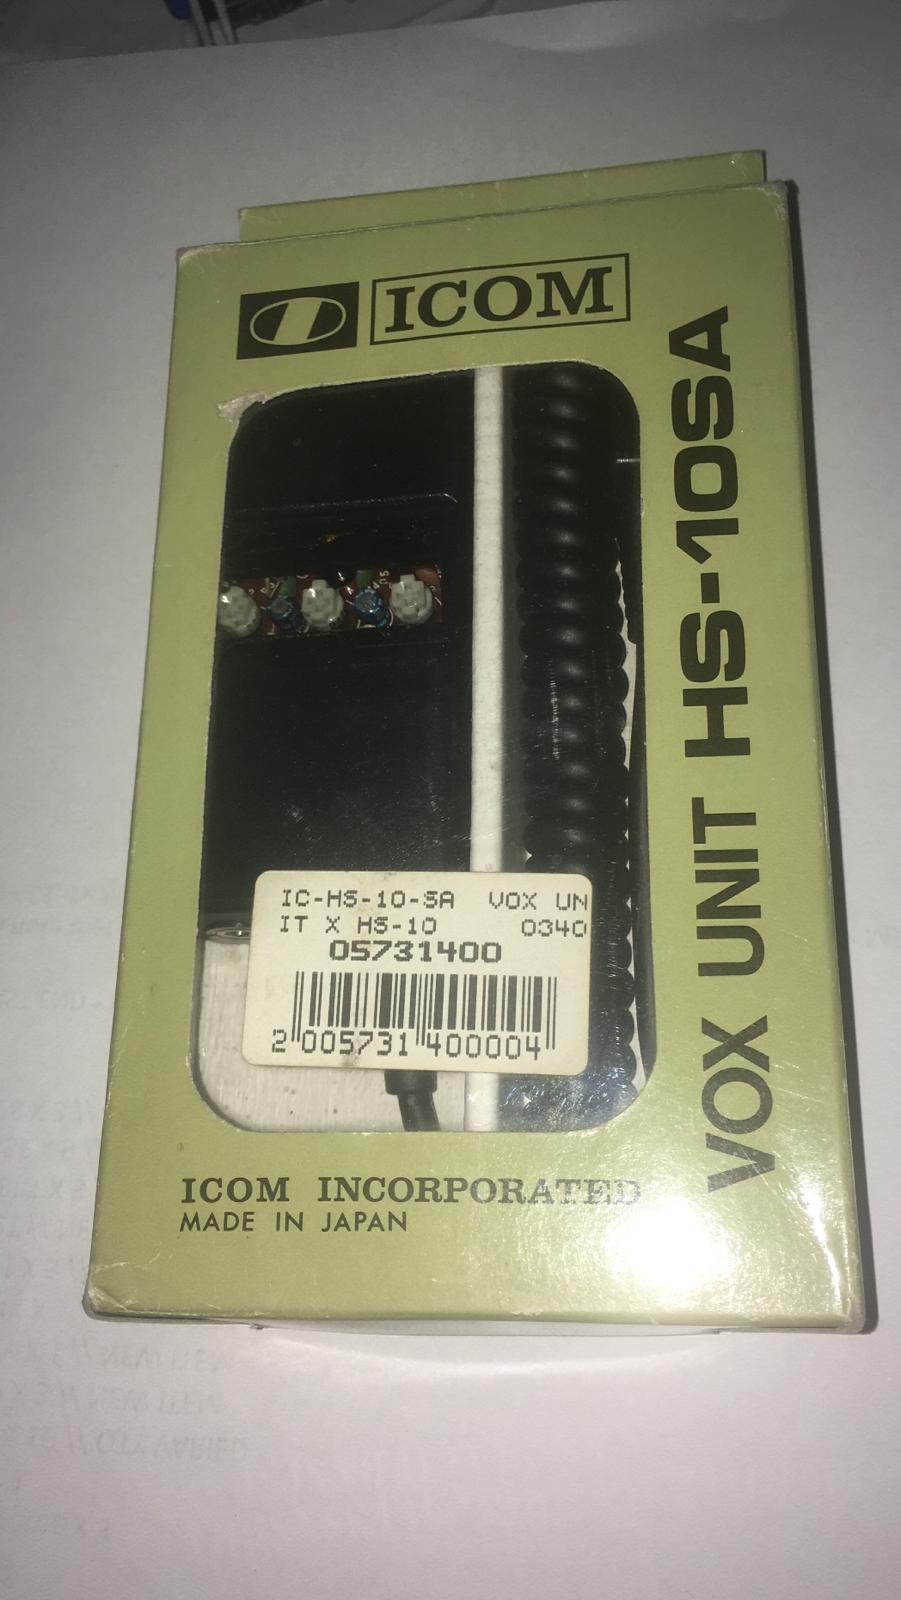 ICOM
VOX UNIT HS-10SA
IC-HS-10-SA VOX UN
IT X HS-10 0340
05731400
2 005731 400004
ICOM INCORPORATED
MADE IN JAPAN